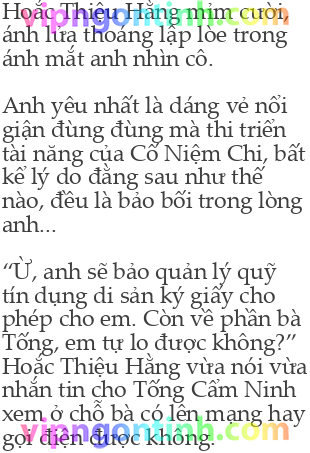 Hoắc Thiệu Hằng mỉm cười,
ánh lửa thoáng lập lòe trong
ánh mắt anh nhìn cô.
Anh yêu nhất là dáng vẻ nổi
giận đùng đùng mà thi triển
tài năng của Cố Niệm Chi, bất
kể lý do đằng sau như thế
nào, đều là bảo bối trong lòng
anh...
“Ừ, anh sẽ bảo quản lý quỹ
tín dụng di sản ký giấy cho
phép cho em. Còn về phần bà
Tống, em tự lo được không?”
Hoắc Thiệu Hằng vừa nói vừa
nhắn tin cho Tống Cẩm Ninh
xem ở chỗ bà có lên mạng hay
gọi điện được không.
vipngontinh.com
vipngontinh.com